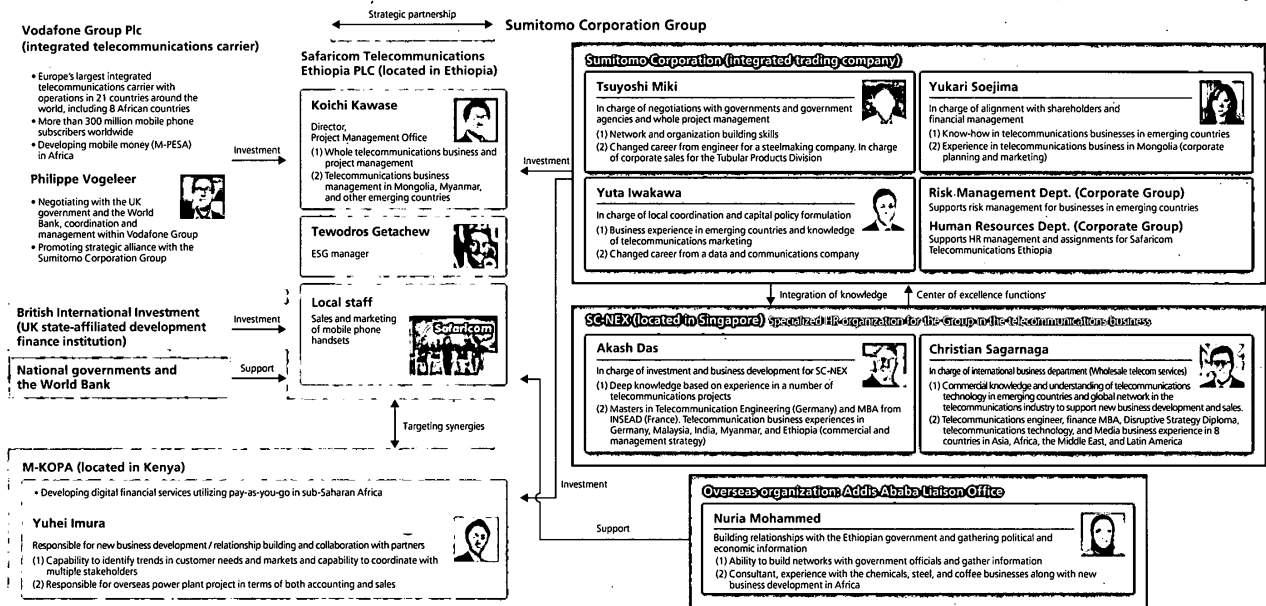 Strategic partnership
Sumitomo Corporation Group
Vodafone Group Plc
(integrated telecommunications carrier)
• Europe's largest integrated
telecommunications carrier with
operations in 21 countries around the
world, including 8 African countries
• More than 300 million mobile phone
subscribers worldwide
• Developing mobile money (M-PESA)
in Africa
Philippe Vogeleer
• Negotiating with the UK
government and the World
Bank, coordination and
management within Vodafone Group
• Promoting strategic alliance with the
Sumitomo Corporation Group
Investment
British International Investment
(UK state-affiliated development
finance institution)
Investment
National governments and
the World Bank
Support
Safaricom Telecommunications
Ethiopia PLC (located in Ethiopia)
Koichi Kawase
Director,
Project Management Office
(1) Whole telecommunications business and
project management
(2) Telecommunications business
management in Mongolia, Myanmar,
and other emerging countries
Tewodros Getachew
ESG manager
Local staff
Sales and marketing
of mobile phone
handsets
Safaricom
Targeting synergies
M-KOPA (located in Kenya)
• Developing digital financial services utilizing pay-as-you-go in sub-Saharan Africa
Yuhei Imura
Responsible for new business development / relationship building and collaboration with partners
(1) Capability to identify trends in customer needs and markets and capability to coordinate with
multiple stakeholders
(2) Responsible for overseas power plant project in terms of both accounting and sales
Investment
Investment
Support
Sumitomo Corporation (integrated trading company)
Tsuyoshi Miki
In charge of negotiations with governments and government
agencies and whole project management
(1) Network and organization building skills
(2) Changed career from engineer for a steelmaking company. In charge
of corporate sales for the Tubular Products Division
Yukari Soejima
In charge of alignment with shareholders and
financial management
(1) Know-how in telecommunications businesses in emerging countries
(2) Experience in telecommunications business in Mongolia (corporate
planning and marketing)
Yuta Iwakawa
In charge of local coordination and capital policy formulation
(1) Business experience in emerging countries and knowledge
of telecommunications marketing
(2) Changed career from a data and communications company
Risk Management Dept. (Corporate Group)
Supports risk management for businesses in emerging countries
Human Resources Dept. (Corporate Group)
Supports HR management and assignments for Safaricom
Telecommunications Ethiopia
Integration of knowledge
Center of excellence functions
SC-NEX (located in Singapore) Specialized HR organization for the Group in the telecommunications business
Akash Das
In charge of investment and business development for SC-NEX
(1) Deep knowledge based on experience in a number of
telecommunications projects
(2) Masters in Telecommunication Engineering (Germany) and MBA from
INSEAD (France). Telecommunication business experiences in
Germany, Malaysia, India, Myanmar, and Ethiopia (commercial and
management strategy)
Christian Sagarnaga
In charge of international business department (Wholesale telecom services)
(1) Commercial knowledge and understanding of telecommunications
technology in emerging countries and global network in the
telecommunications industry to support new business development and sales.
(2) Telecommunications engineer, finance MBA, Disruptive Strategy Diploma,
telecommunications technology, and Media business experience in 8
countries in Asia, Africa, the Middle East, and Latin America
Overseas organization: Addis Ababa Liaison Office
Nuria Mohammed
Building relationships with the Ethiopian government and gathering political and
economic information
(1) Ability to build networks with government officials and gather information
(2) Consultant, experience with the chemicals, steel, and coffee businesses along with new
business development in Africa